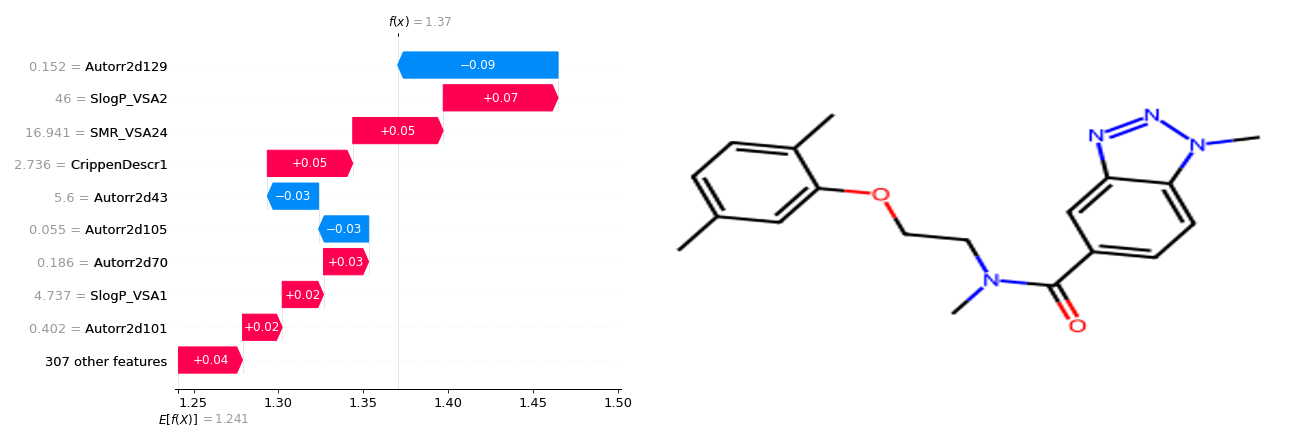 f(x) = 1.37
0.152 = Autorr2d129
−0.09
46 = SlogP_VSA2
+0.07
16.941 = SMR_VSA24
+0.05
2.736 = CrippenDescr1
+0.05
5.6 = Autorr2d43
−0.03
0.055 = Autorr2d105
−0.03
0.186 = Autorr2d70
+0.03
4.737 = SlogP_VSA1
+0.02
0.402 = Autorr2d101
+0.02
307 other features
+0.04
1.25 1.30 1.35 1.40 1.45 1.50
E[f(X)] = 1.241
N
N
N
O
N
O